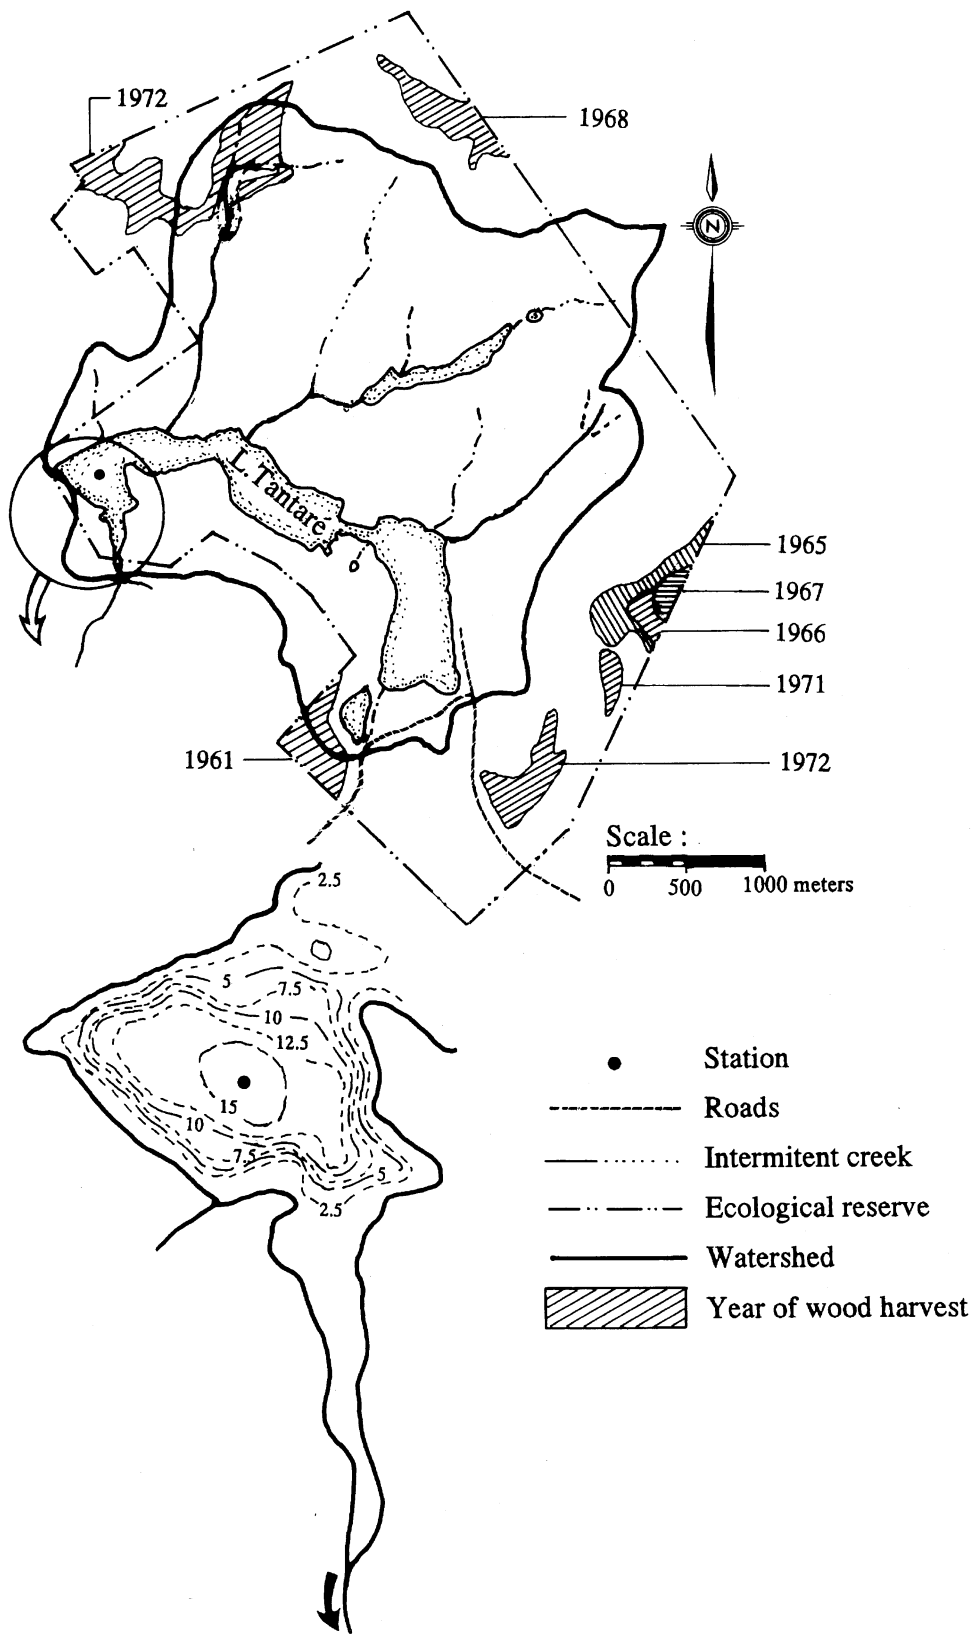 1972
1968
N
L. Tantaré
1965
1967
1966
1971
1961
1972
Scale :
0 500 1000 meters
2.5
5
7.5
10
12.5
15
10
7.5
5
2.5
Station
Roads
Intermitent creek
Ecological reserve
Watershed
Year of wood harvest